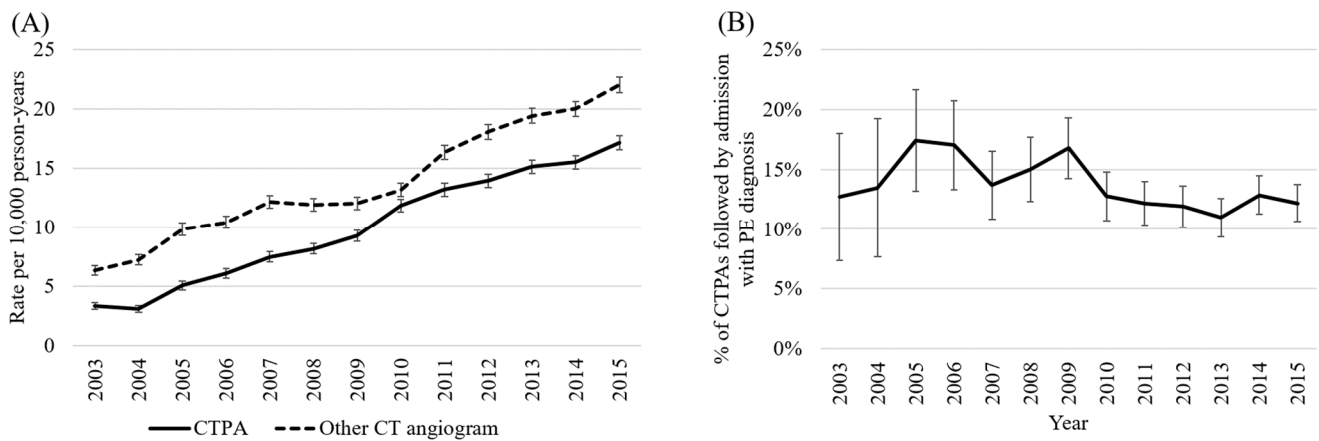 (A)
Rate per 10,000 person-years
25
20
15
10
5
0
2003 2004 2005 2006 2007 2008 2009 2010 2011 2012 2013 2014 2015
CTPA Other CT angiogram
(B)
% of CTPAs followed by admission
with PE diagnosis
25%
20%
15%
10%
5%
0%
2003 2004 2005 2006 2007 2008 2009 2010 2011 2012 2013 2014 2015
Year